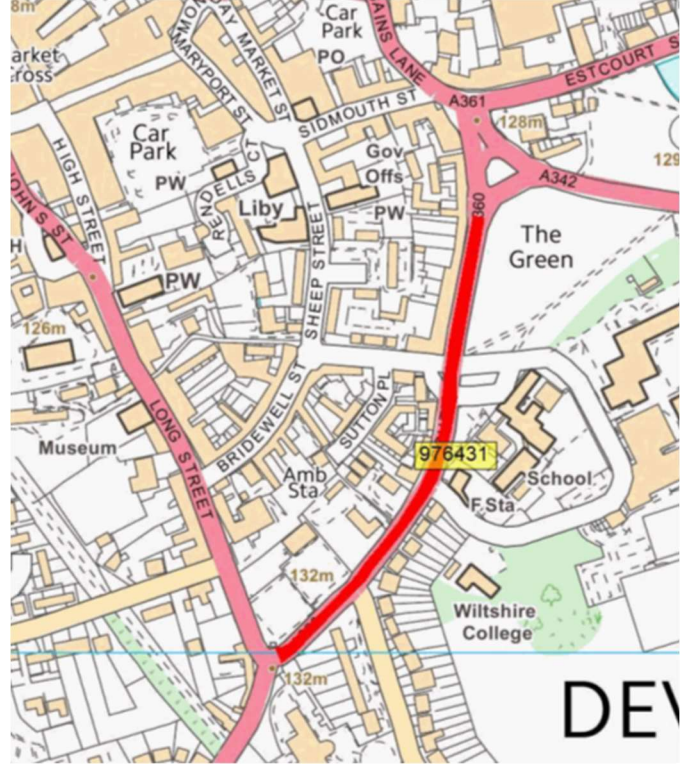 8m
Car
Park
PO
MARYPORT ST
MARKET ST
AINS LANE
ESTCOURT S
arket
ross
SIDMOUTH ST
A361
128m
Car
Park
HIGH STREET
Gov
Offs
129
PW
RENDELLS CT
A342
OHN'S ST
Liby
PW
360
The
Green
H
SHEEP STREET
PW
126m
LONG STREET
SUTTON PL
BRIDEWELL ST
Museum
976431
Amb
Sta
School
F Sta
132m
Wiltshire
College
132m
DEV